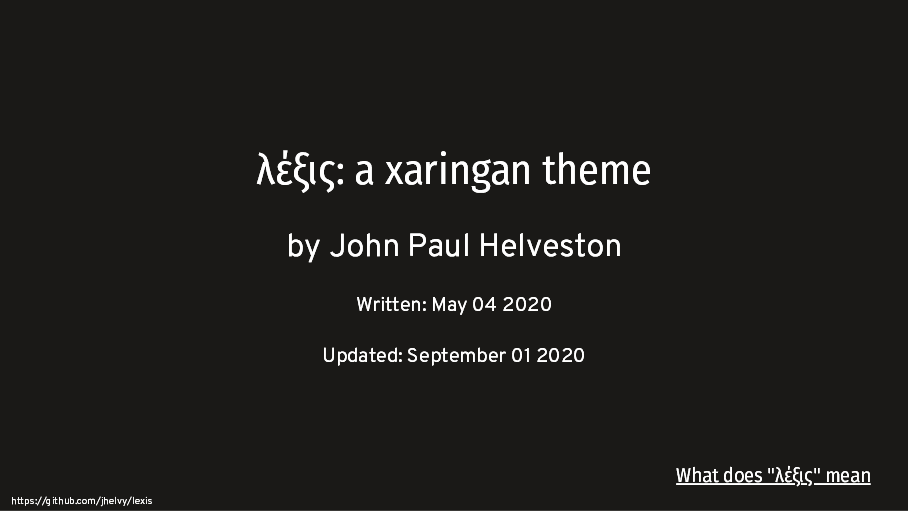 λέξις: a xaringan theme
by John Paul Helveston
Written: May 04 2020
Updated: September 01 2020
What does "λέξις" mean
https://github.com/jhelvy/lexis